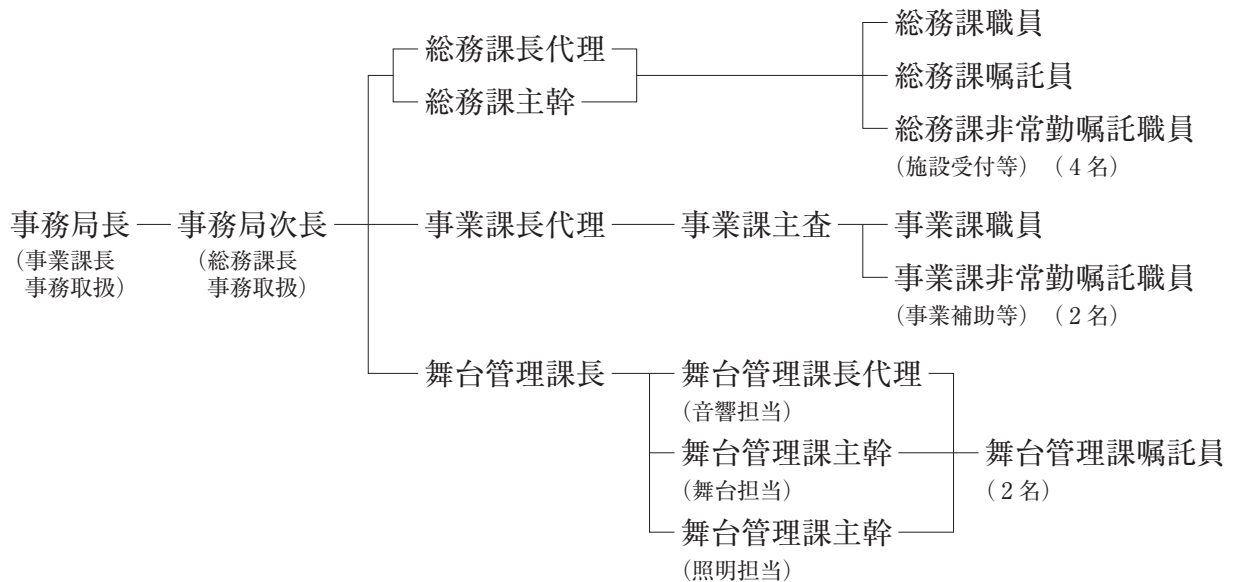 総務課長代理
総務課主幹
総務課職員
総務課嘱託員
総務課非常勤嘱託職員
（施設受付等）（４名）
事務局長
（事業課長
事務取扱）
事務局次長
（総務課長
事務取扱）
事業課長代理
事業課主査
事業課職員
事業課非常勤嘱託職員
（事業補助等）（２名）
舞台管理課長
舞台管理課長代理
（音響担当）
舞台管理課主幹
（舞台担当）
舞台管理課主幹
（照明担当）
舞台管理課嘱託員
（２名）